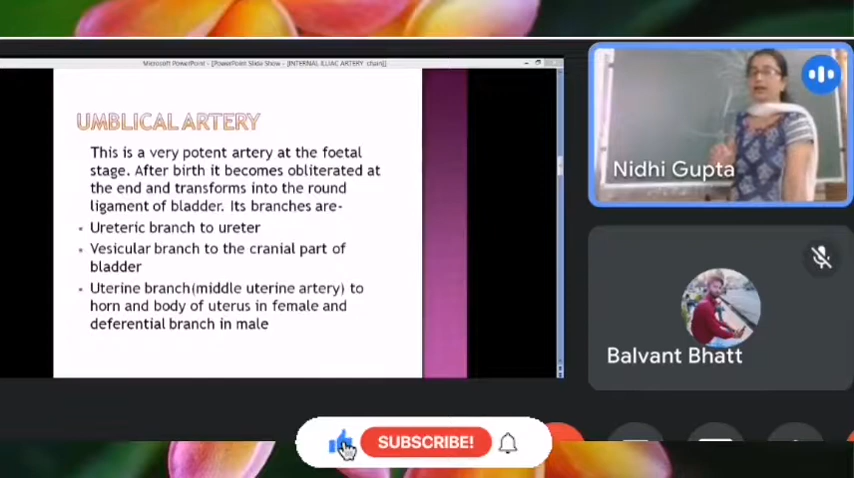 Microsoft PowerPoint - [PowerPoint Slide Show - [INTERNAL ILLIAC ARTERY chain]]
UMBLICAL ARTERY
This is a very potent artery at the foetal
stage. After birth it becomes obliterated at
the end and transforms into the round
ligament of bladder. Its branches are-
Ureteric branch to ureter
Vesicular branch to the cranial part of
bladder
Uterine branch(middle uterine artery) to
horn and body of uterus in female and
deferential branch in male
Nidhi Gupta
Balvant Bhatt
SUBSCRIBE!